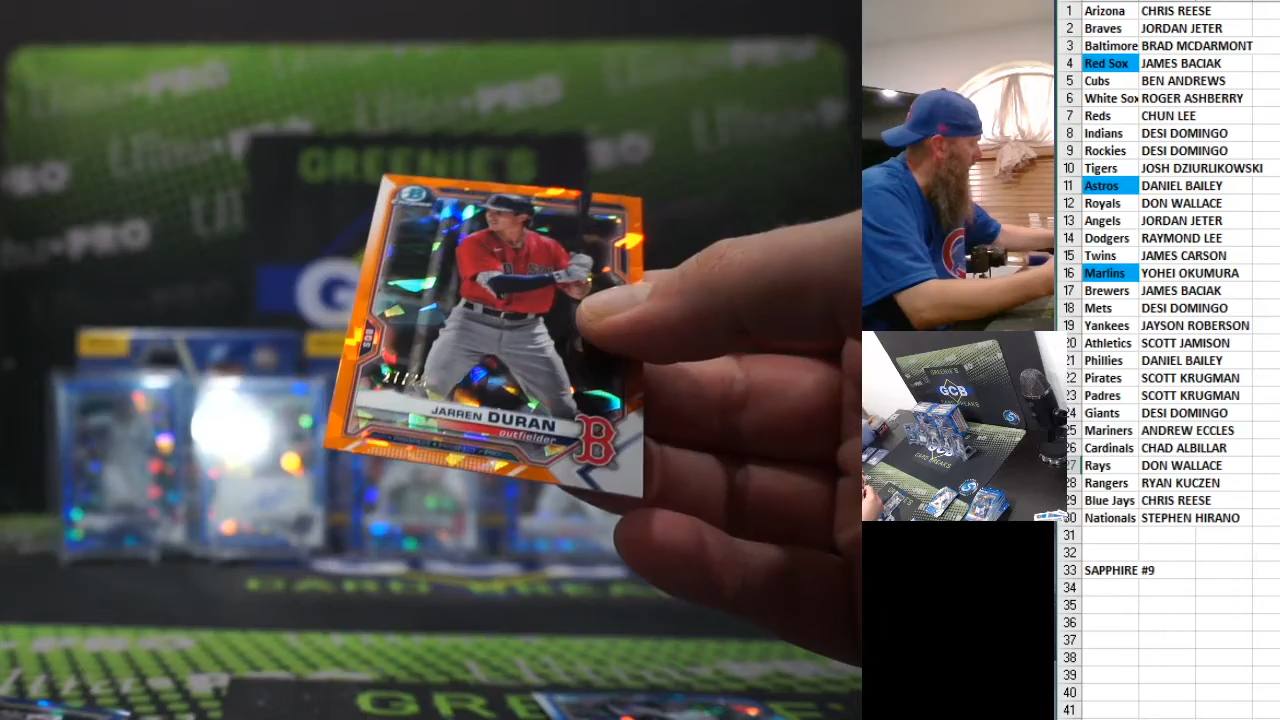 GREENIE'S
G
CARD BREA
GREENIE'
BOS
JARREN DURAN
outfielder
B
GREENIE'S
GCB
CARD BREAKS
1 Arizona CHRIS REESE
2 Braves JORDAN JETER
3 Baltimore BRAD MCDARMONT
4 Red Sox JAMES BACIAK
5 Cubs BEN ANDREWS
6 White Sox ROGER ASHBERRY
7 Reds CHUN LEE
8 Indians DESI DOMINGO
9 Rockies DESI DOMINGO
10 Tigers JOSH DZIURLIKOWSKI
11 Astros DANIEL BAILEY
12 Royals DON WALLACE
13 Angels JORDAN JETER
14 Dodgers RAYMOND LEE
15 Twins JAMES CARSON
16 Marlins YOHEI OKUMURA
17 Brewers JAMES BACIAK
18 Mets DESI DOMINGO
19 Yankees JAYSON ROBERSON
20 Athletics SCOTT JAMISON
21 Phillies DANIEL BAILEY
22 Pirates SCOTT KRUGMAN
23 Padres SCOTT KRUGMAN
24 Giants DESI DOMINGO
25 Mariners ANDREW ECCLES
26 Cardinals CHAD ALBILLAR
27 Rays DON WALLACE
28 Rangers RYAN KUCZEN
29 Blue Jays CHRIS REESE
30 Nationals STEPHEN HIRANO
31
32
33 SAPPHIRE #9
34
35
36
37
38
39
40
41